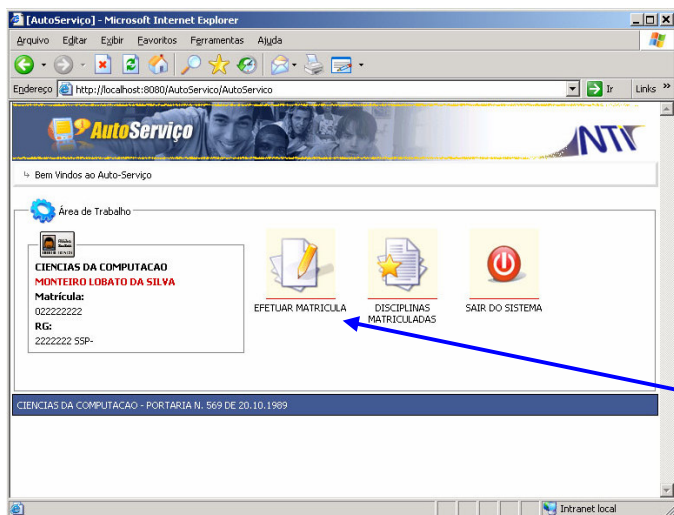 [AutoServiço] - Microsoft Internet Explorer
Arquivo Editar Exibir Favoritos Ferramentas Ajuda
Endereço http://localhost:8080/AutoServico/AutoServico Ir Links »
AutoServiço NTI
Bem Vindos ao Auto-Serviço
Área de Trabalho
CIENCIAS DA COMPUTACAO
MONTEIRO LOBATO DA SILVA
Matrícula:
022222222
RG:
2222222 SSP-
EFETUAR MATRICULA
DISCIPLINAS
MATRICULADAS
SAIR DO SISTEMA
CIENCIAS DA COMPUTACAO - PORTARIA N. 569 DE 20.10.1989
Intranet local